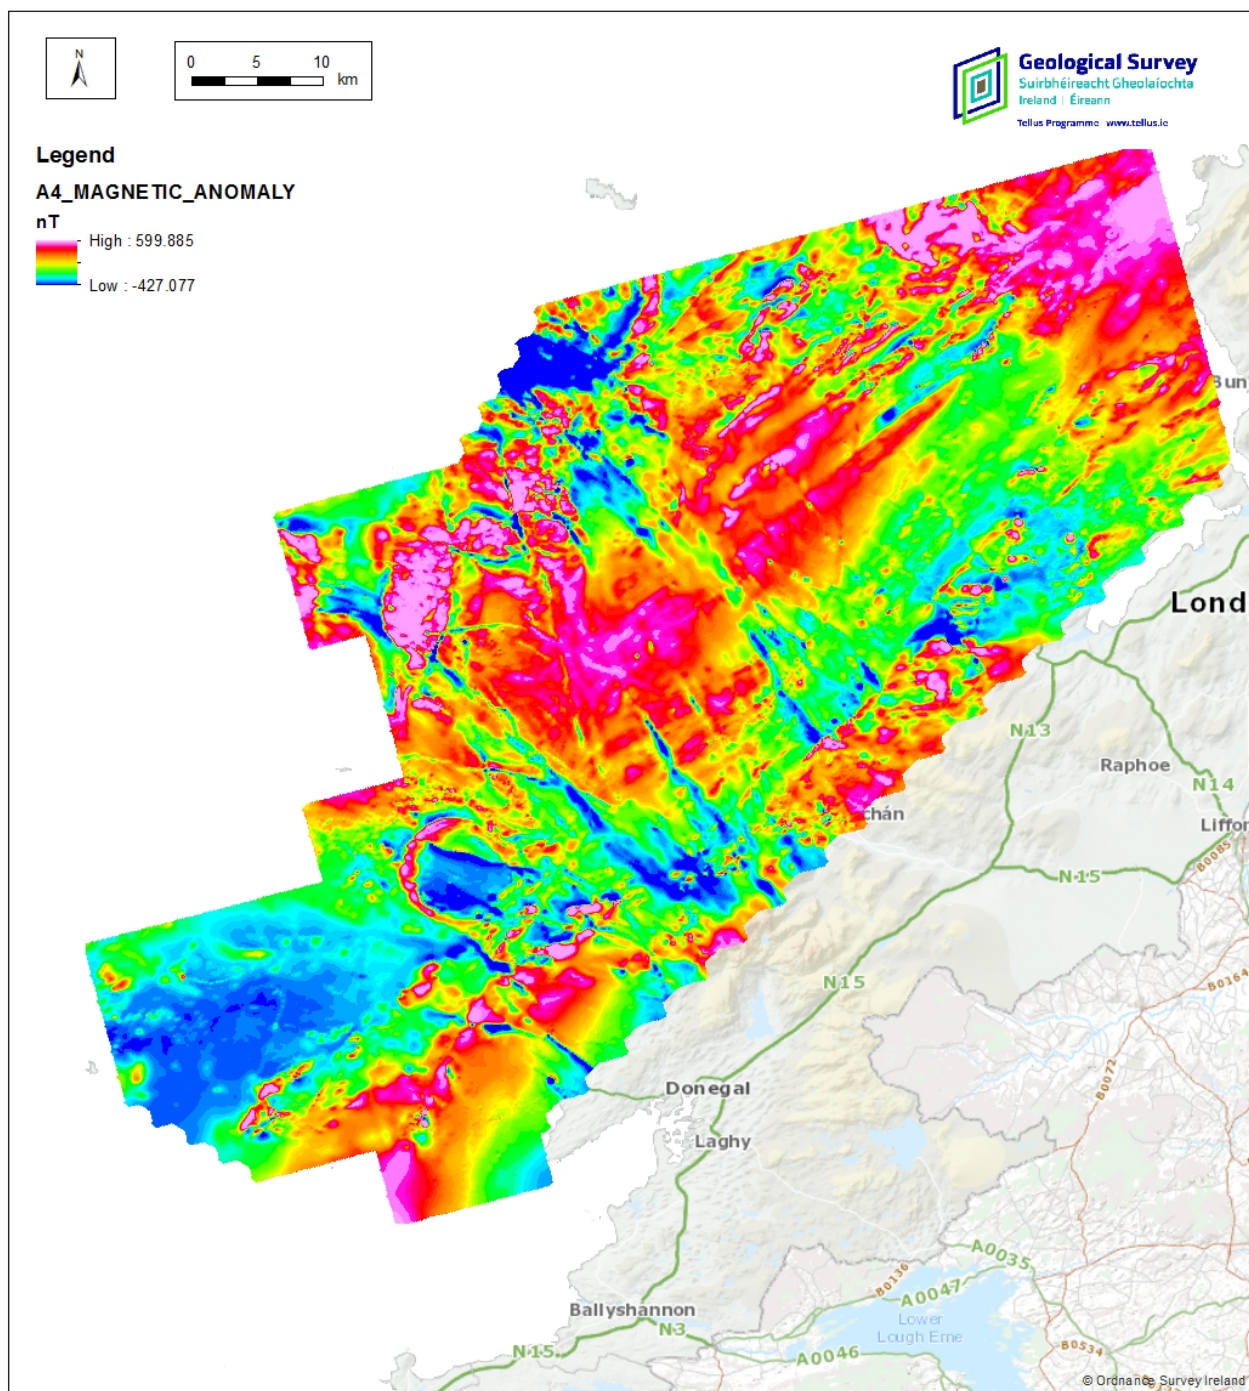 N
0 5 10
km
Geological Survey
Suirbhéireacht Gheolaíochta
Ireland | Éireann
Tellus Programme www.tellus.ie
Legend
A4_MAGNETIC_ANOMALY
nT
High : 599.885
Low : -427.077
Bun
Lond
N13
Raphoe
N14
chán
Liffor
B0085
N15
N15
B0164
B0072
Donegal
Laghy
A0035
B0136
A0047
Ballyshannon
Lower
Lough Erne
N3
N15
A0046
B0534
© Ordnance Survey Ireland